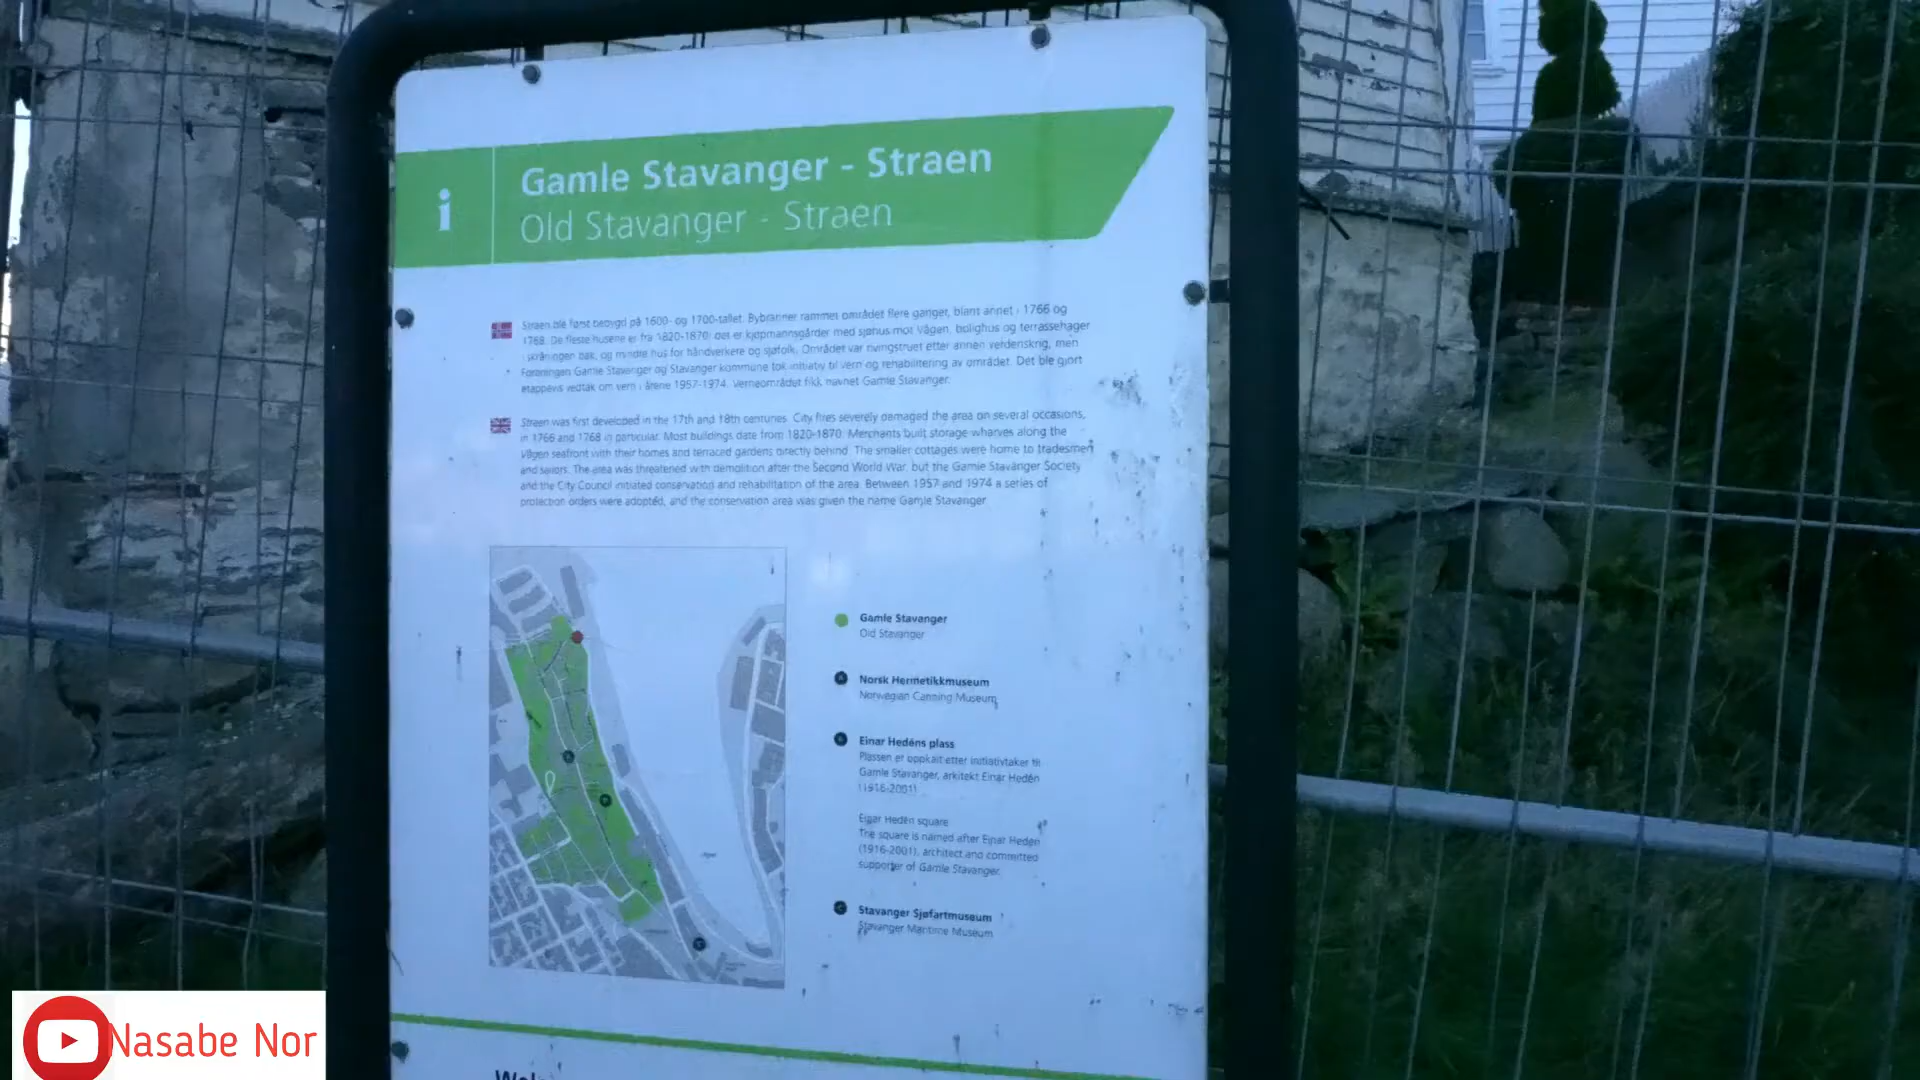 i
Gamle Stavanger - Straen
Old Stavanger - Straen
Straen ble først bebygd på 1600- og 1700-tallet. Bybranner rammet området flere ganger, blant annet i 1766 og
1768. De fleste husene er fra 1820-1870: det er kjøpmannsgårder med sjøhus mot Vågen, bolighus og terrassehager
i skråningen bak, og mindre hus for håndverkere og sjøfolk. Området var rivningstruet etter annen verdenskrig, men
Foreningen Gamle Stavanger og Stavanger kommune tok initiativ til vern og rehabilitering av området. Det ble gjort
etappevis vedtak om vern i årene 1957-1974. Verneområdet fikk navnet Gamle Stavanger.
Straen was first developed in the 17th and 18th centuries. City fires severely damaged the area on several occasions,
in 1766 and 1768 in particular. Most buildings date from 1820-1870. Merchants built storage wharves along the
Vågen seafront with their homes and terraced gardens directly behind. The smaller cottages were home to tradesmen
and sailors. The area was threatened with demolition after the Second World War, but the Gamle Stavanger Society
and the City Council initiated conservation and rehabilitation of the area. Between 1957 and 1974 a series of
protection orders were adopted, and the conservation area was given the name Gamle Stavanger.
Gamle Stavanger
Old Stavanger
Norsk Hermetikkmuseum
Norwegian Canning Museum
Einar Hedéns plass
Plassen er oppkalt etter initiativtaker til
Gamle Stavanger, arkitekt Einar Hedén
(1916-2001)
Einar Hedén square
The square is named after Einar Hedén
(1916-2001), architect and committed
supporter of Gamle Stavanger.
Stavanger Sjøfartmuseum
Stavanger Maritime Museum
Nasabe Nor